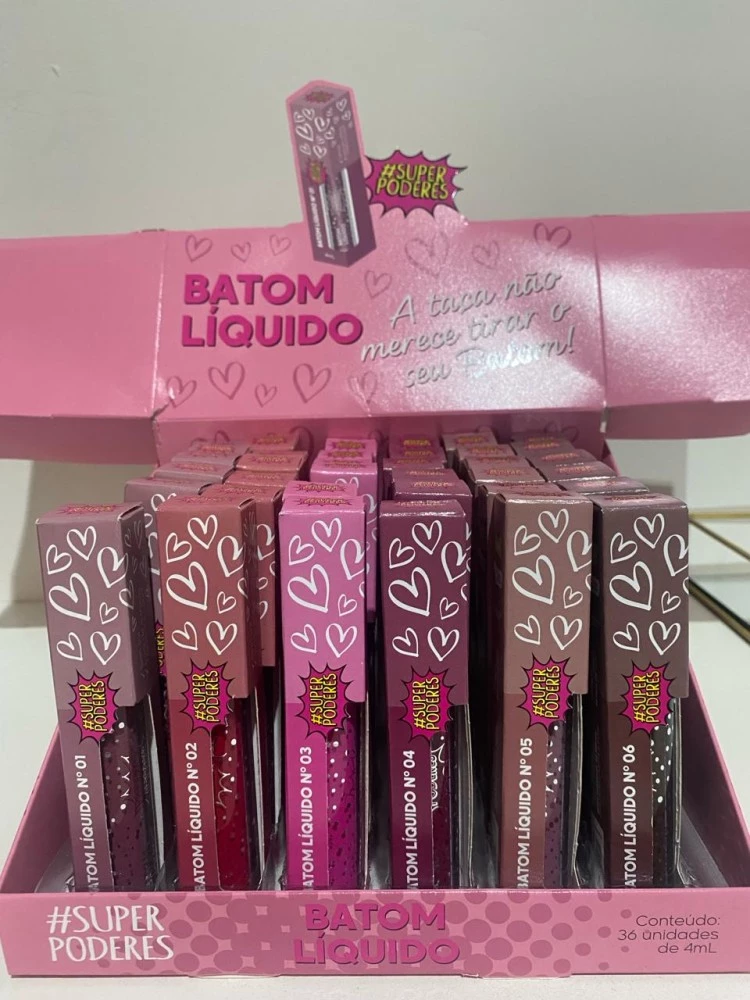 #SUPER
PODERES
BATOM
LÍQUIDO
A taça não
merece tirar o
seu Batom!
BATOM LÍQUIDO Nº 01
#SUPER
PODERES
BATOM LÍQUIDO Nº 02
#SUPER
PODERES
BATOM LÍQUIDO Nº 03
#SUPER
PODERES
BATOM LÍQUIDO Nº 04
#SUPER
PODERES
BATOM LÍQUIDO Nº 05
#SUPER
PODERES
BATOM LÍQUIDO Nº 06
#SUPER
PODERES
#SUPER
PODERES
BATOM
LÍQUIDO
Conteúdo:
36 unidades
de 4mL